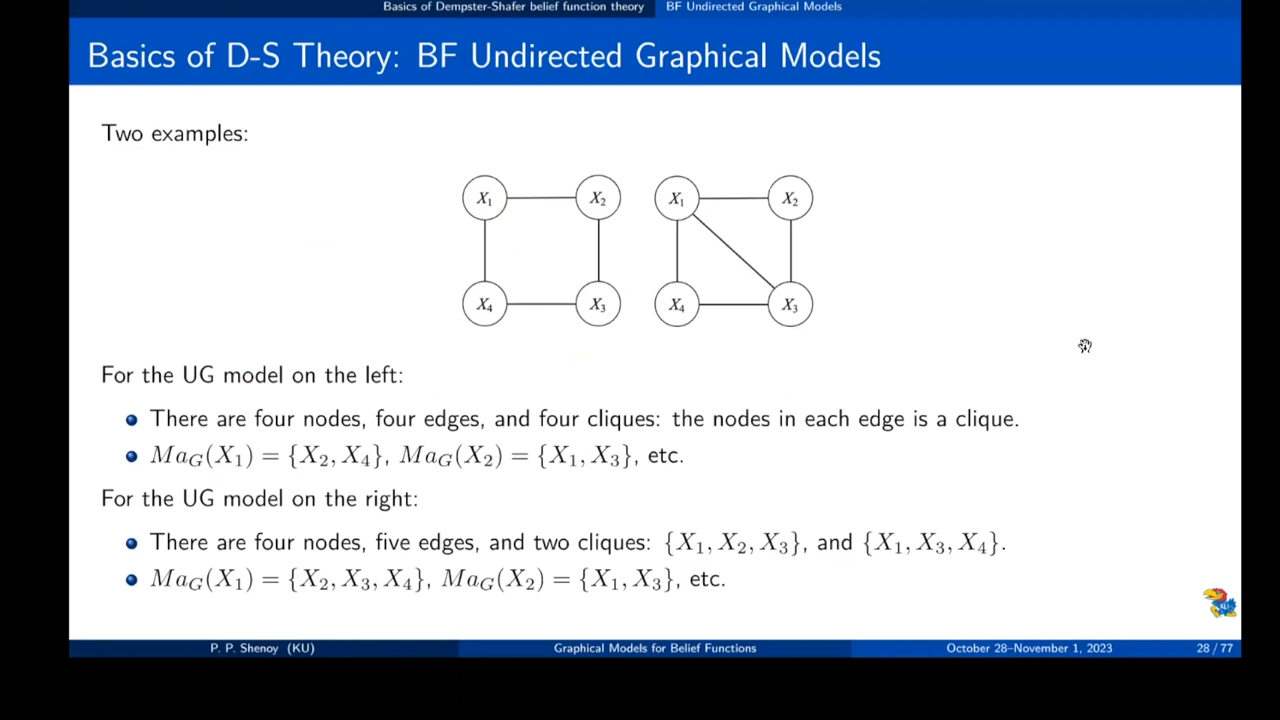 Basics of Dempster-Shafer belief function theory BF Undirected Graphical Models
Basics of D-S Theory: BF Undirected Graphical Models
Two examples:
X₁ X₂ X₁ X₂
X₄ X₃ X₄ X₃
For the UG model on the left:
There are four nodes, four edges, and four cliques: the nodes in each edge is a clique.
Ma_G(X₁) = {X₂, X₄}, Ma_G(X₂) = {X₁, X₃}, etc.
For the UG model on the right:
There are four nodes, five edges, and two cliques: {X₁, X₂, X₃}, and {X₁, X₃, X₄}.
Ma_G(X₁) = {X₂, X₃, X₄}, Ma_G(X₂) = {X₁, X₃}, etc.
KU
P. P. Shenoy (KU) Graphical Models for Belief Functions October 28–November 1, 2023 28 / 77